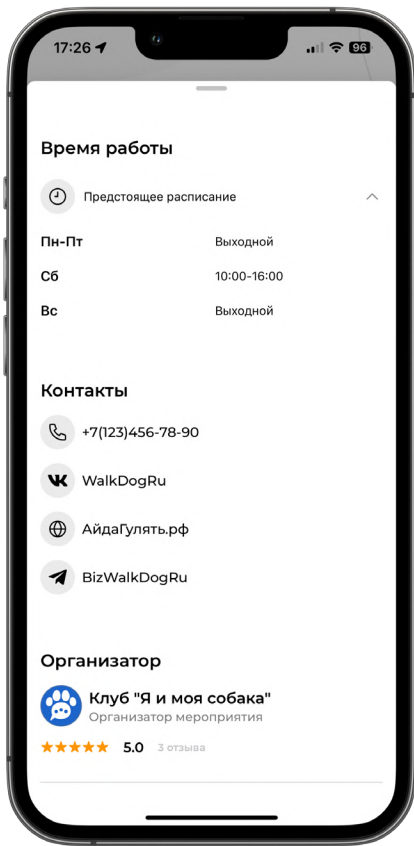 17:26
96
Время работы
Предстоящее расписание
Пн-Пт Выходной
Сб 10:00-16:00
Вс Выходной
Контакты
+7(123)456-78-90
WalkDogRu
АйдаГулять.рф
BizWalkDogRu
Организатор
Клуб "Я и моя собака"
Организатор мероприятия
5.0 3 отзыва